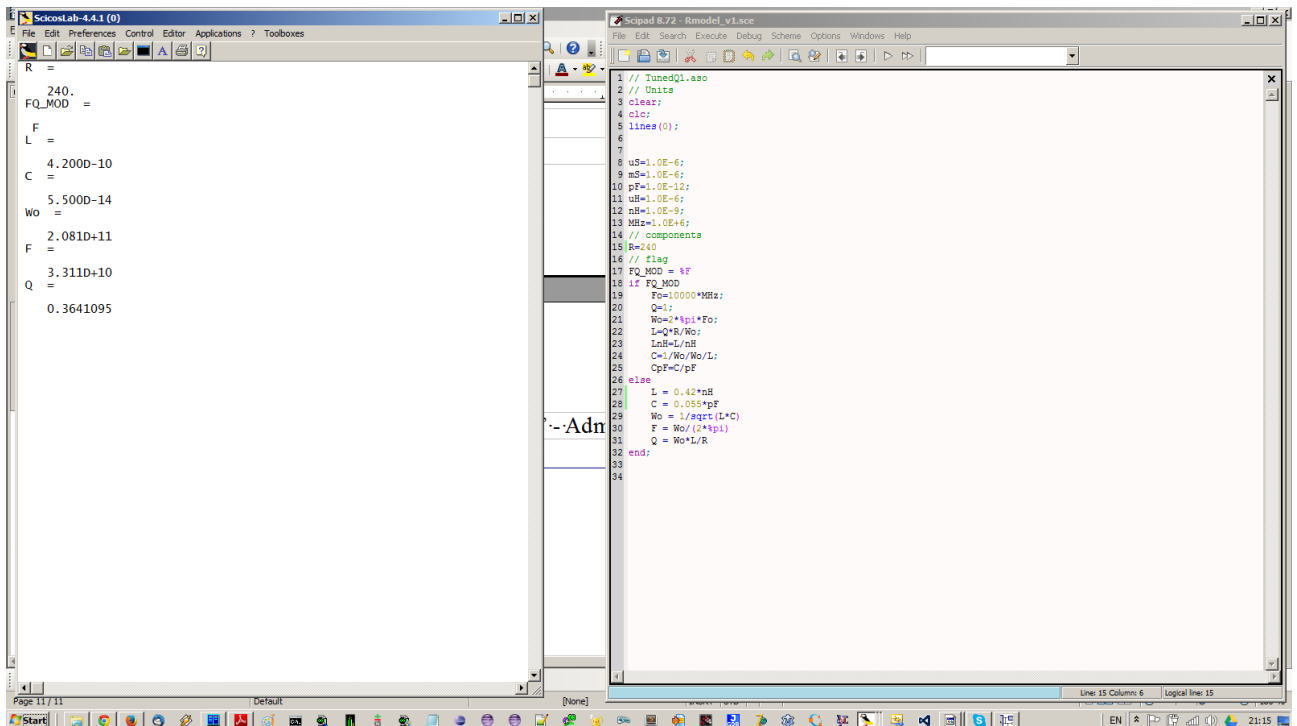 ScicosLab-4.4.1 (0)
File Edit Preferences Control Editor Applications ? Toolboxes
R =
240.
FQ_MOD =
F
L =
4.200D-10
C =
5.500D-14
Wo =
2.081D+11
F =
3.311D+10
Q =
0.3641095
- Adm
Scipad 8.72 - Rmodel_v1.sce
File Edit Search Execute Debug Scheme Options Windows Help
1 // TunedQ1.aso
2 // Units
3 clear;
4 clc;
5 lines(0);
6
7
8 uS=1.0E-6;
9 mS=1.0E-6;
10 pF=1.0E-12;
11 uH=1.0E-6;
12 nH=1.0E-9;
13 MHz=1.0E+6;
14 // components
15 R=240
16 // flag
17 FQ_MOD = %F
18 if FQ_MOD
19 Fo=10000*MHz;
20 Q=1;
21 Wo=2*%pi*Fo;
22 L=Q*R/Wo;
23 LnH=L/nH
24 C=1/Wo/Wo/L;
25 CpF=C/pF
26 else
27 L = 0.42*nH
28 C = 0.055*pF
29 Wo = 1/sqrt(L*C)
30 F = Wo/(2*%pi)
31 Q = Wo*L/R
32 end;
33
34
Line: 15 Column: 6 Logical line: 15
Page 11 / 11 Default [None]
Start EN 21:15